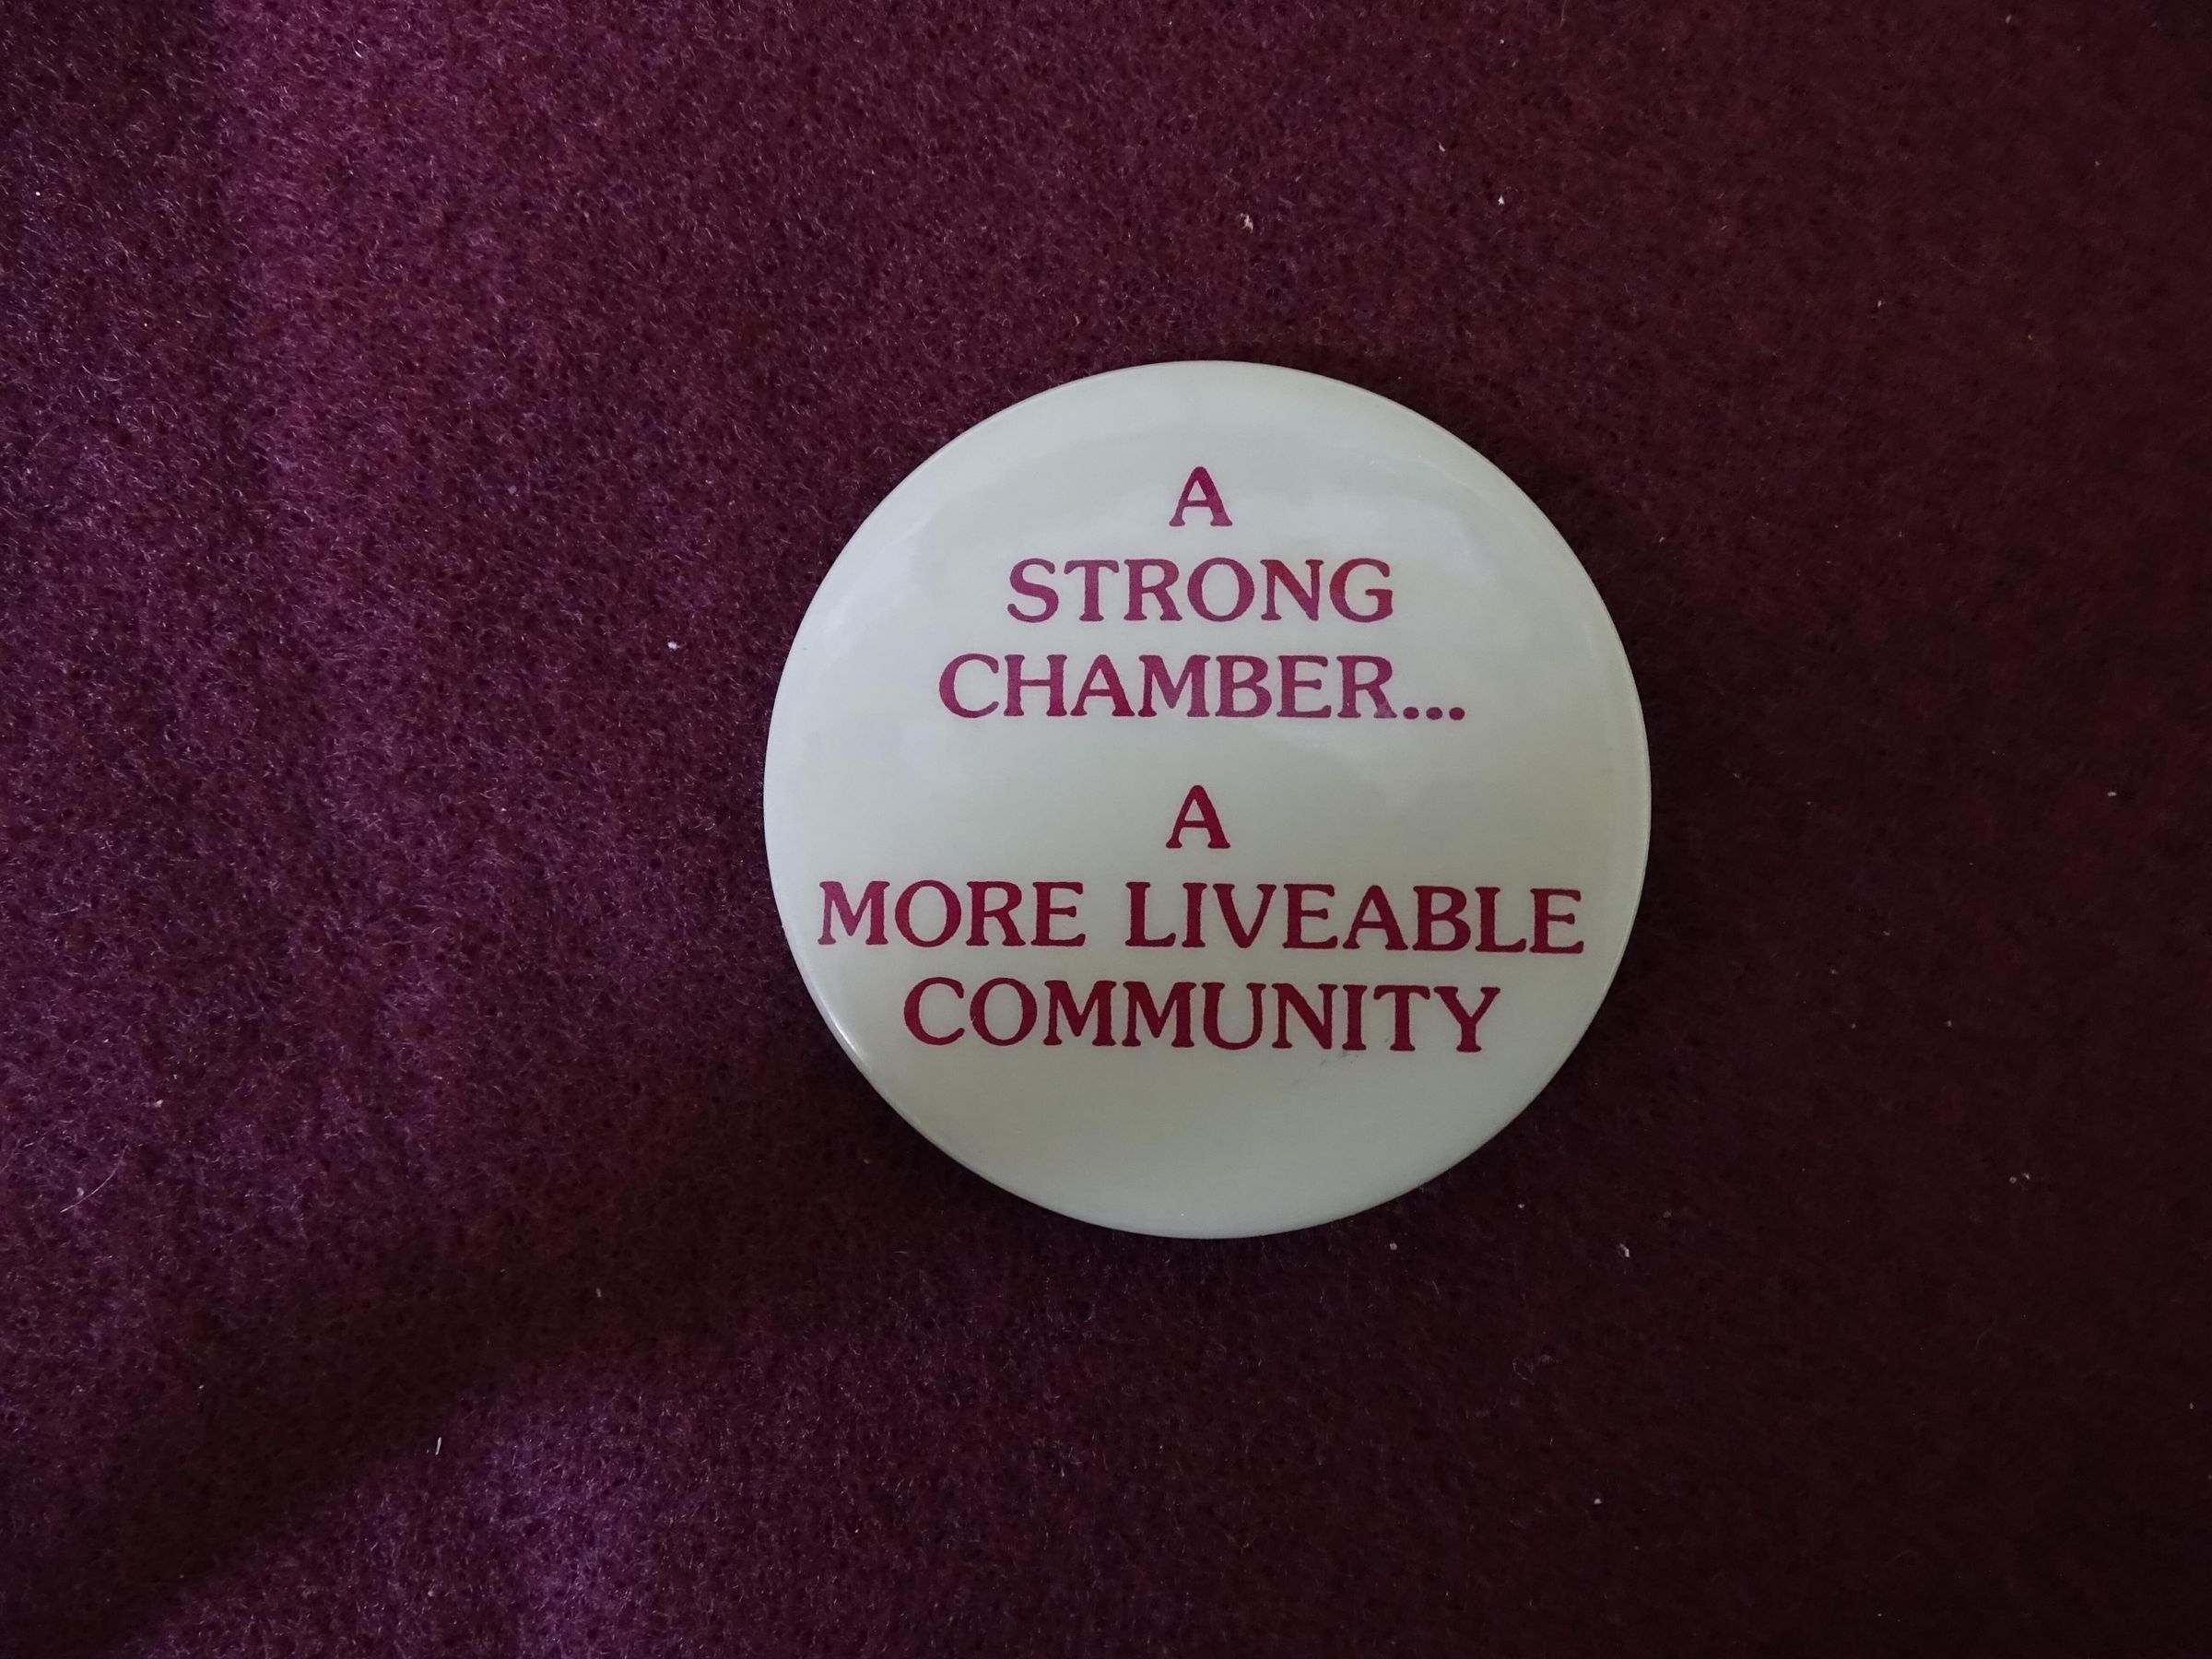 A
STRONG
CHAMBER...
A
MORE LIVEABLE
COMMUNITY